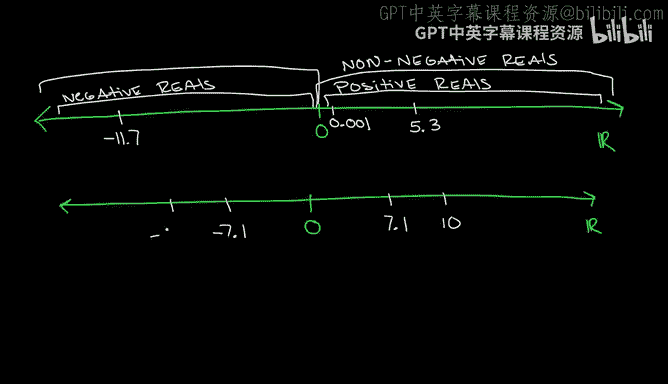 GPT中英字幕课程资源@bilibili.com
GPT中英字幕课程资源 bilibili
NON-NEGATIVE REALS
NEGATIVE REALS
POSITIVE REALS
-11.7 0 0.001 5.3 ℝ
-. -7.1 0 7.1 10 ℝ